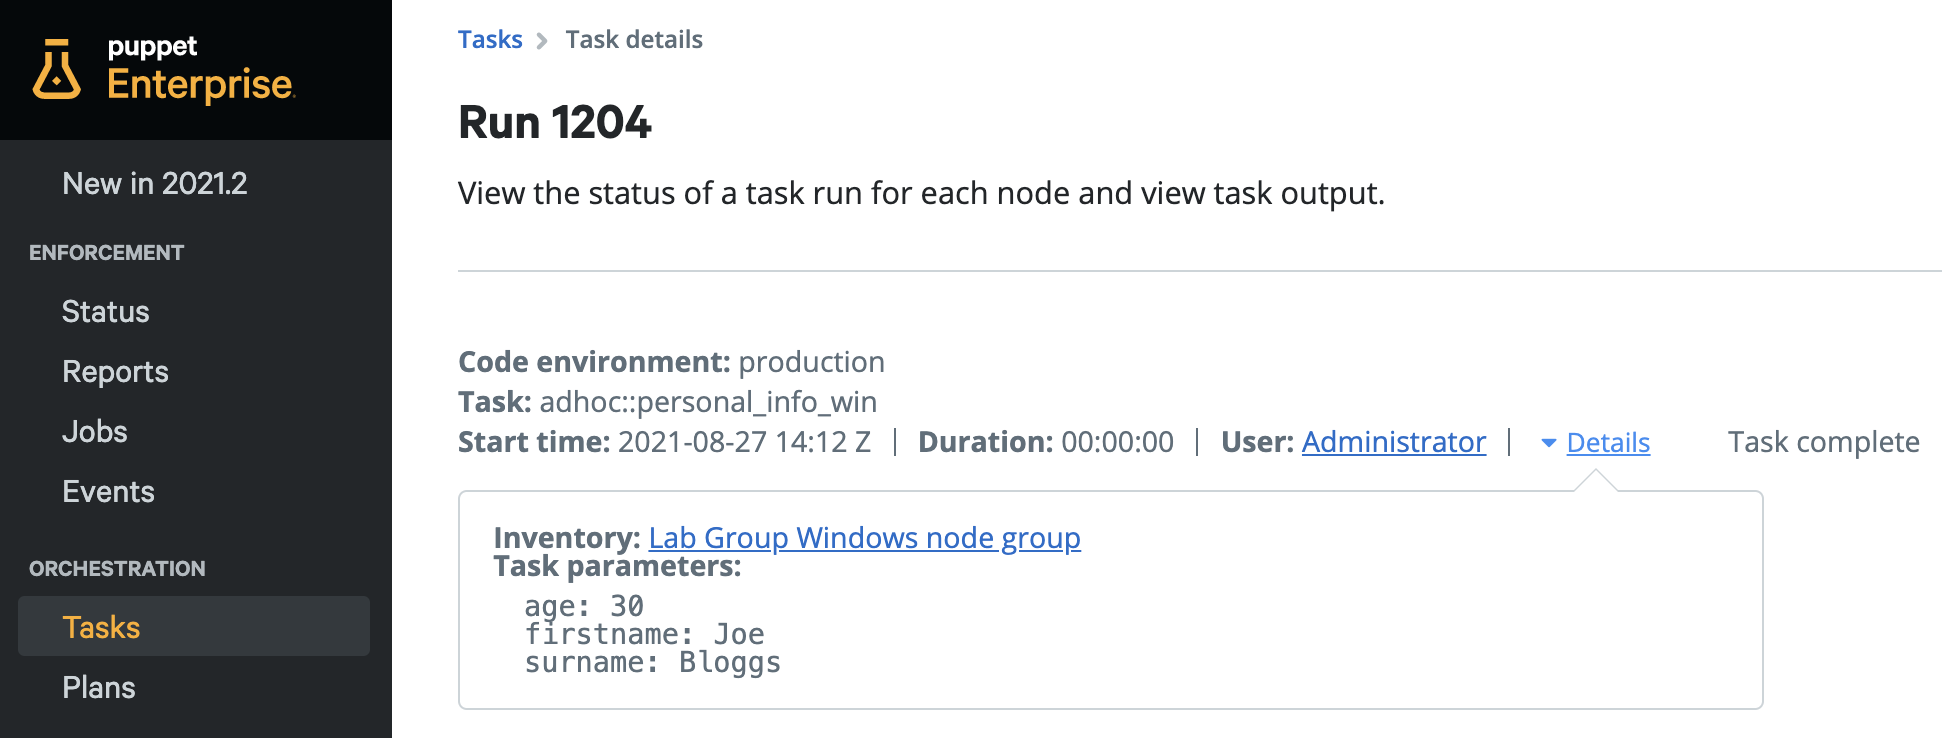 puppet
Enterprise.
New in 2021.2
ENFORCEMENT
Status
Reports
Jobs
Events
ORCHESTRATION
Tasks
Plans
Tasks > Task details
Run 1204
View the status of a task run for each node and view task output.
Code environment: production
Task: adhoc::personal_info_win
Start time: 2021-08-27 14:12 Z | Duration: 00:00:00 | User: Administrator | Details Task complete
Inventory: Lab Group Windows node group
Task parameters:
age: 30
firstname: Joe
surname: Bloggs